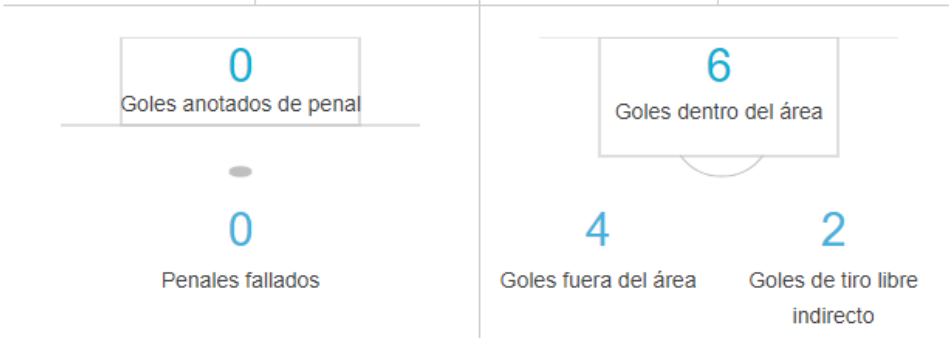 0
Goles anotados de penal
0
Penales fallados
6
Goles dentro del área
4
Goles fuera del área
2
Goles de tiro libre
indirecto